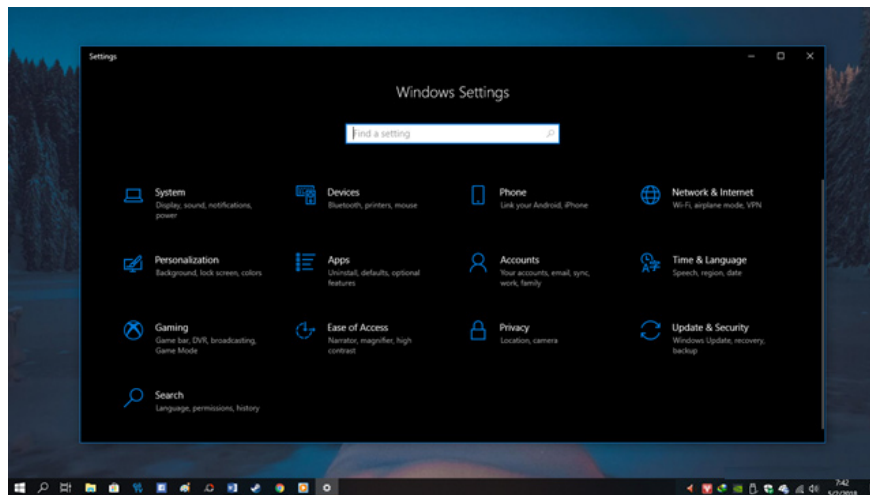 Settings
Windows Settings
Find a setting
System
Display, sound, notifications,
power
Devices
Bluetooth, printers, mouse
Phone
Link your Android, iPhone
Network & Internet
Wi-Fi, airplane mode, VPN
Personalization
Background, lock screen, colors
Apps
Uninstall, defaults, optional
features
Accounts
Your accounts, email, sync,
work, family
Time & Language
Speech, region, date
Gaming
Game bar, DVR, broadcasting,
Game Mode
Ease of Access
Narrator, magnifier, high
contrast
Privacy
Location, camera
Update & Security
Windows Update, recovery,
backup
Search
Language, permissions, history
7:42
5/2/2018